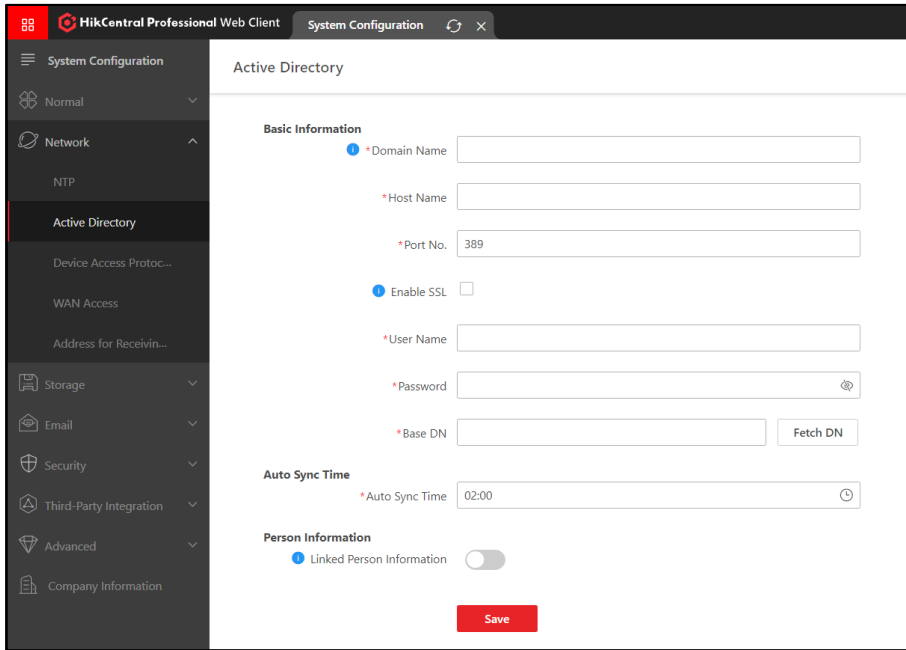 HikCentral Professional Web Client
System Configuration
System Configuration
Normal
Network
NTP
Active Directory
Device Access Protoc...
WAN Access
Address for Receivin...
Storage
Email
Security
Third-Party Integration
Advanced
Company Information
Active Directory
Basic Information
i *Domain Name
*Host Name
*Port No. 389
i Enable SSL
*User Name
*Password
*Base DN Fetch DN
Auto Sync Time
*Auto Sync Time 02:00
Person Information
i Linked Person Information
Save